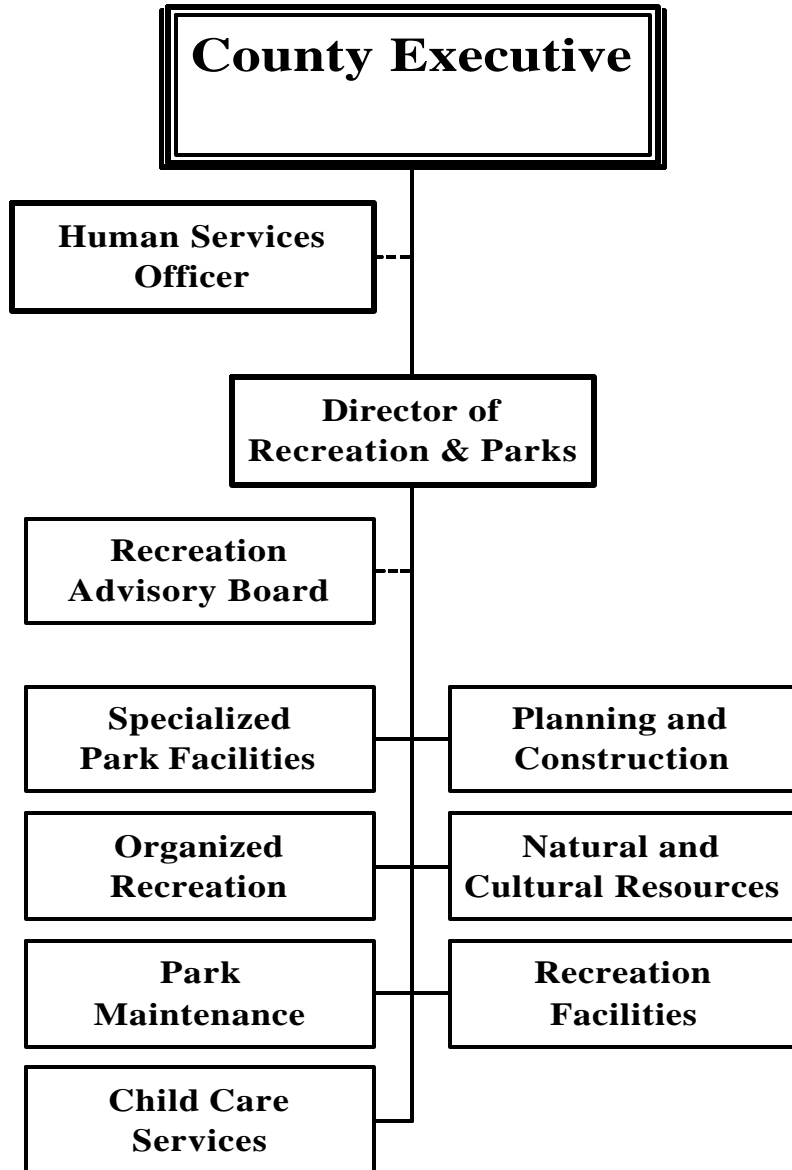 County Executive
Human Services
Officer
Director of
Recreation & Parks
Recreation
Advisory Board
Specialized
Park Facilities
Planning and
Construction
Organized
Recreation
Natural and
Cultural Resources
Park
Maintenance
Recreation
Facilities
Child Care
Services